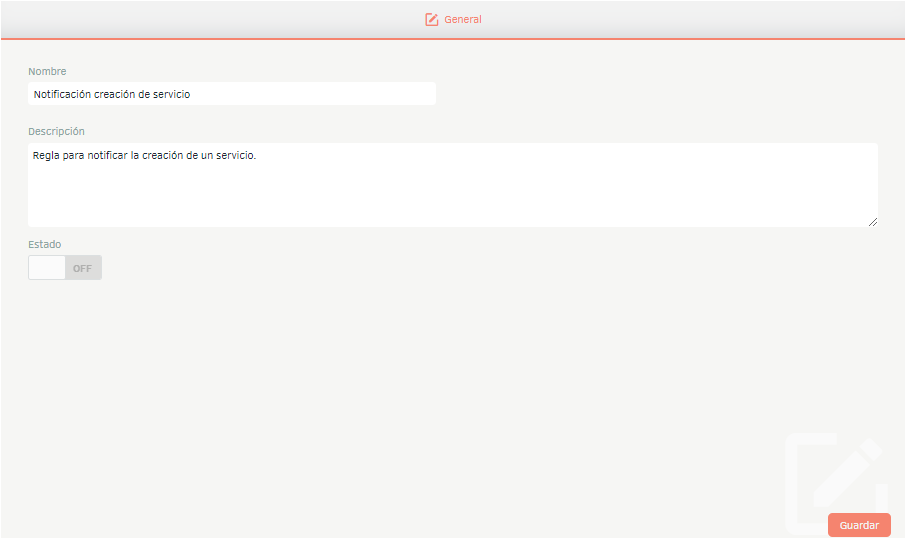 General
Nombre
Notificación creación de servicio
Descripción
Regla para notificar la creación de un servicio.
Estado
OFF
Guardar